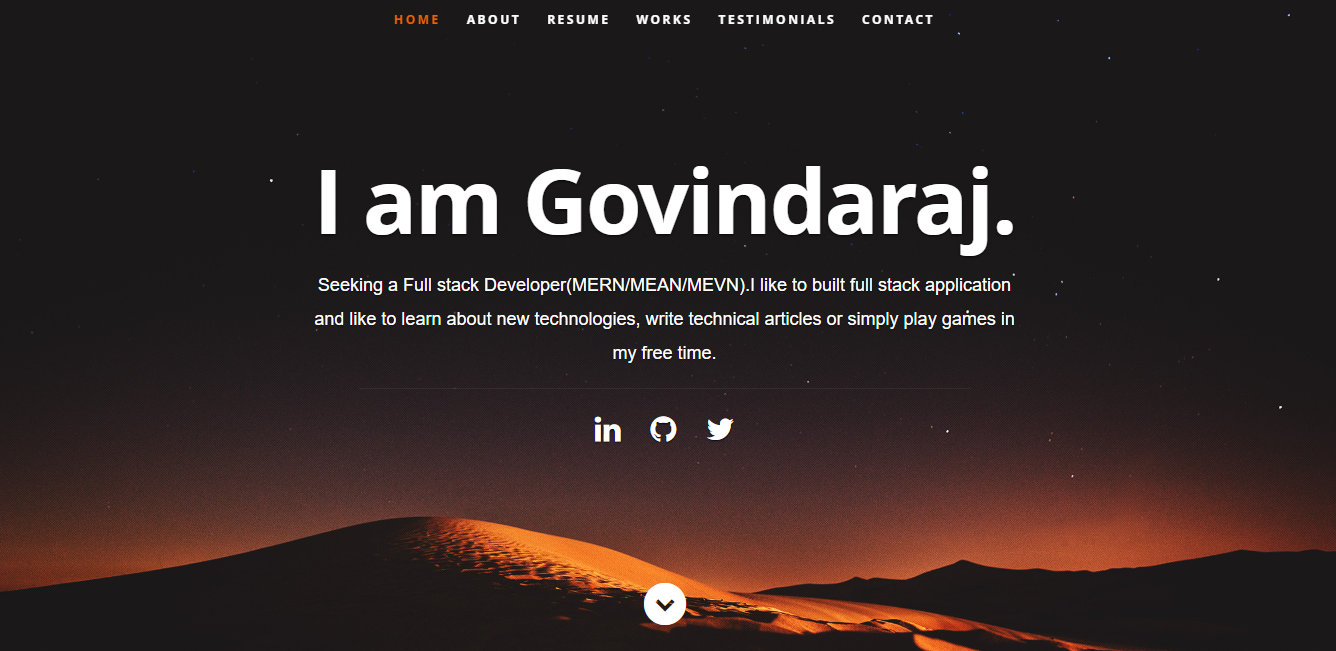 HOME ABOUT RESUME WORKS TESTIMONIALS CONTACT
I am Govindaraj.
Seeking a Full stack Developer(MERN/MEAN/MEVN).I like to built full stack application
and like to learn about new technologies, write technical articles or simply play games in
my free time.
in